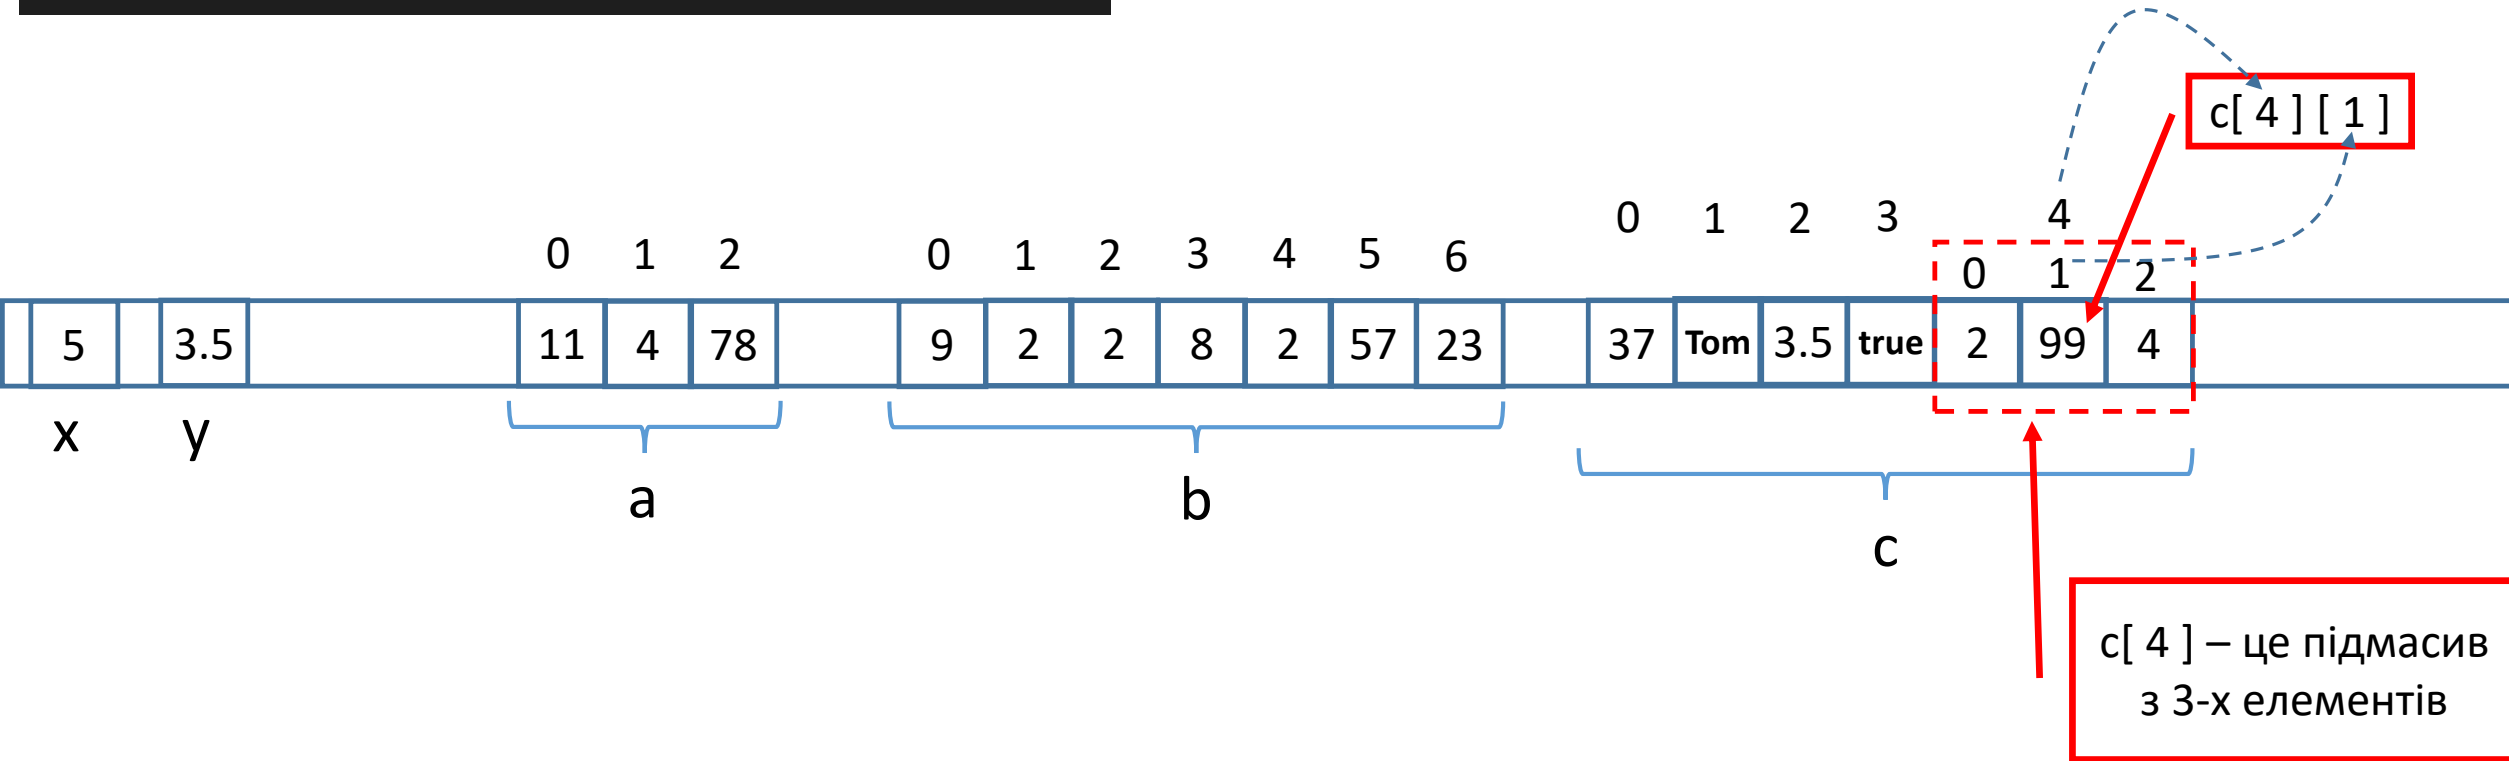 c[ 4 ] [ 1 ]
0 1 2 3 4
0 1 2 0 1 2 3 4 5 6 0 1 2
5 3.5 11 4 78 9 2 2 8 2 57 23 37 Tom 3.5 true 2 99 4
x y
a b
c
c[ 4 ] – це підмасив
з 3-х елементів